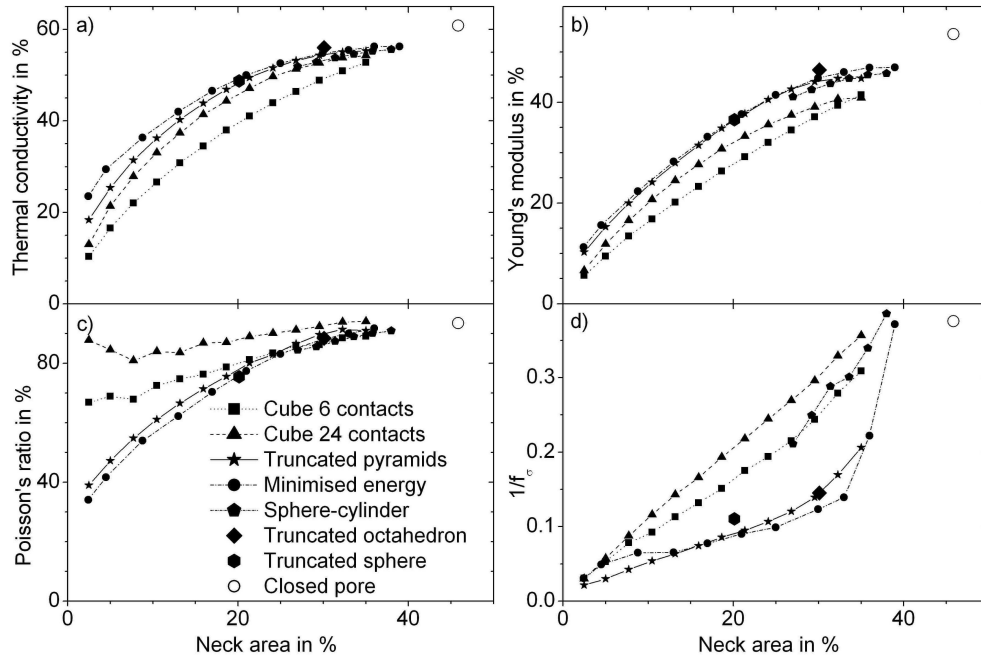 a)
Thermal conductivity in %
60
40
20
0
b)
Young's modulus in %
60
40
20
0
c)
Poisson's ratio in %
80
40
0
0
20
40
Neck area in %
Cube 6 contacts
Cube 24 contacts
Truncated pyramids
Minimised energy
Sphere-cylinder
Truncated octahedron
Truncated sphere
Closed pore
d)
1/fσ
0.3
0.2
0.1
0.0
0
20
40
Neck area in %